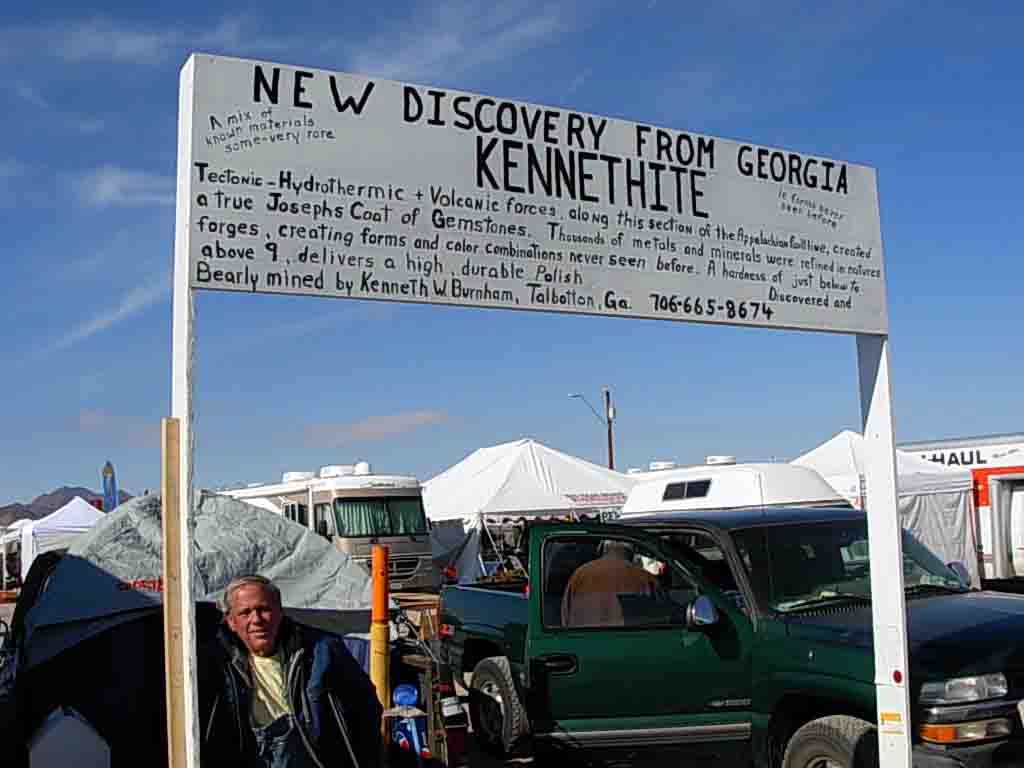 NEW DISCOVERY FROM GEORGIA
A mix of
known materials
some-very rare
KENNETHITE
In forms never
seen before
Tectonic-Hydrothermic + Volcanic forces, along this section of the Appalachian fault line, created
a true Josephs Coat of Gemstones. Thousands of metals and minerals were refined in natures
forges, creating forms and color combinations never seen before. A hardness of just below to
above 9, delivers a high, durable Polish
Discovered and
Bearly mined by Kenneth W. Burnham, Talbotton, Ga. 706-665-8674
HAUL